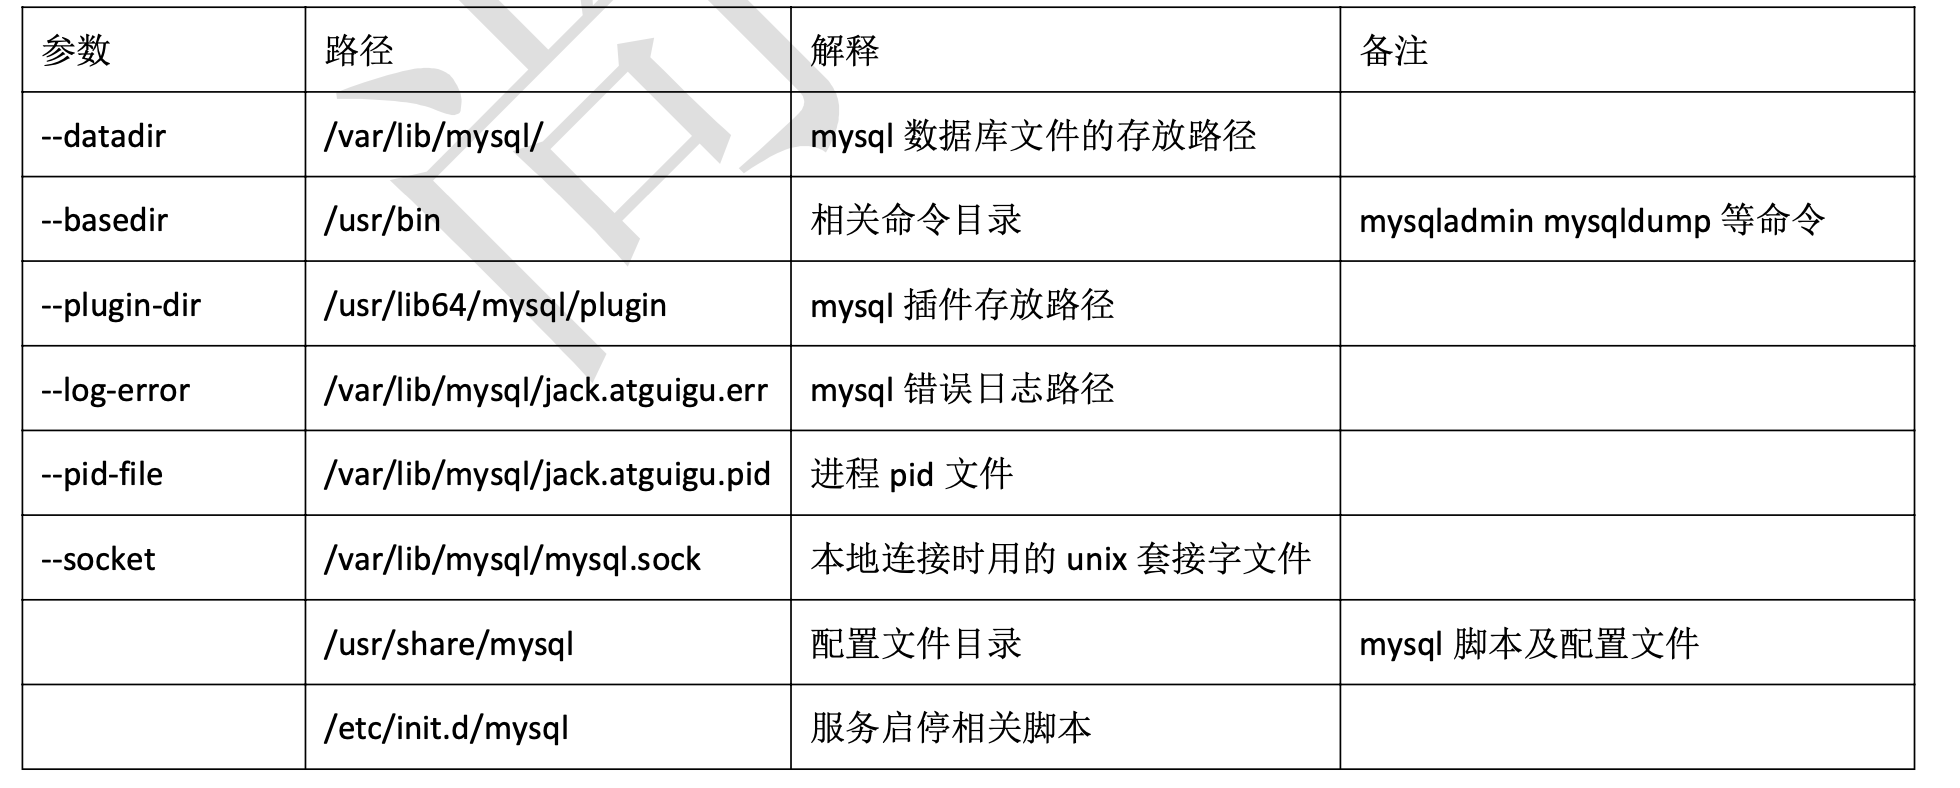 参数 路径 解释 备注
--datadir /var/lib/mysql/ mysql 数据库文件的存放路径
--basedir /usr/bin 相关命令目录 mysqladmin mysqldump 等命令
--plugin-dir /usr/lib64/mysql/plugin mysql 插件存放路径
--log-error /var/lib/mysql/jack.atguigu.err mysql 错误日志路径
--pid-file /var/lib/mysql/jack.atguigu.pid 进程 pid 文件
--socket /var/lib/mysql/mysql.sock 本地连接时用的 unix 套接字文件
/usr/share/mysql 配置文件目录 mysql 脚本及配置文件
/etc/init.d/mysql 服务启停相关脚本